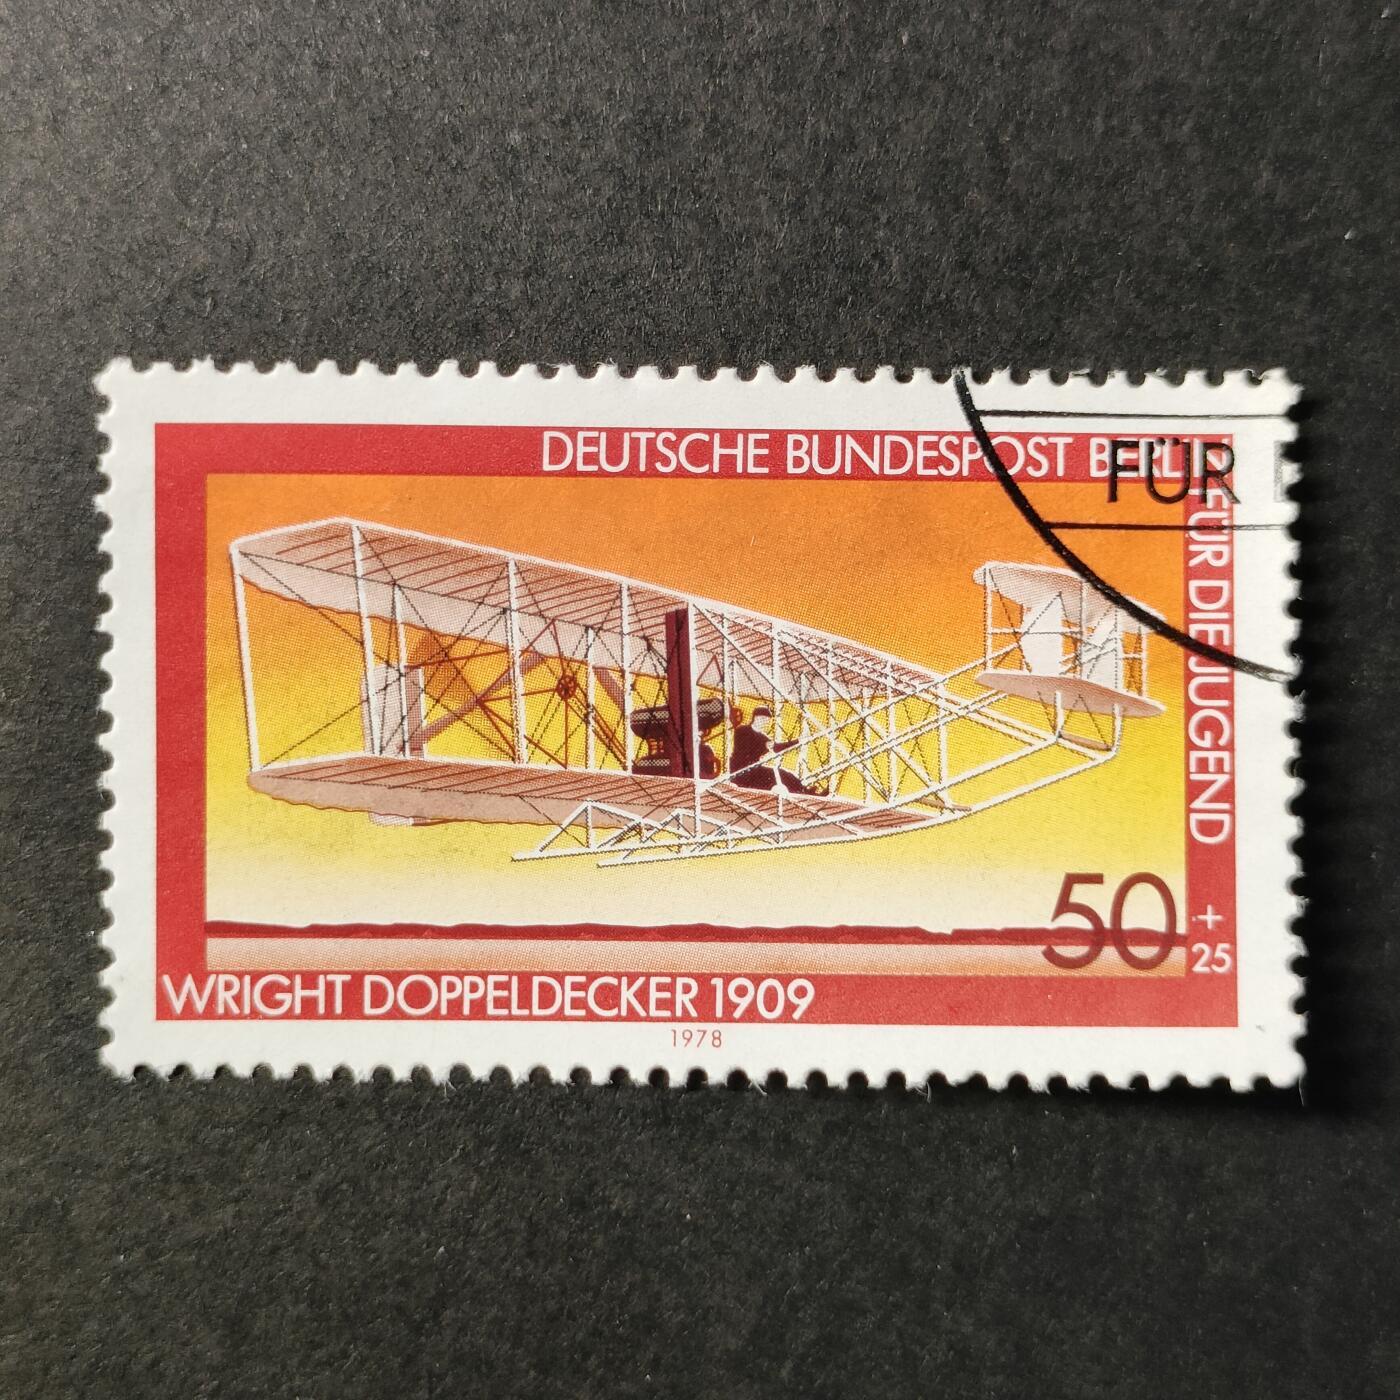 DEUTSCHE BUNDESPOST BERLIN
FÜR DIE JUGEND
FÜR
50
+
25
WRIGHT DOPPELDECKER 1909
1978